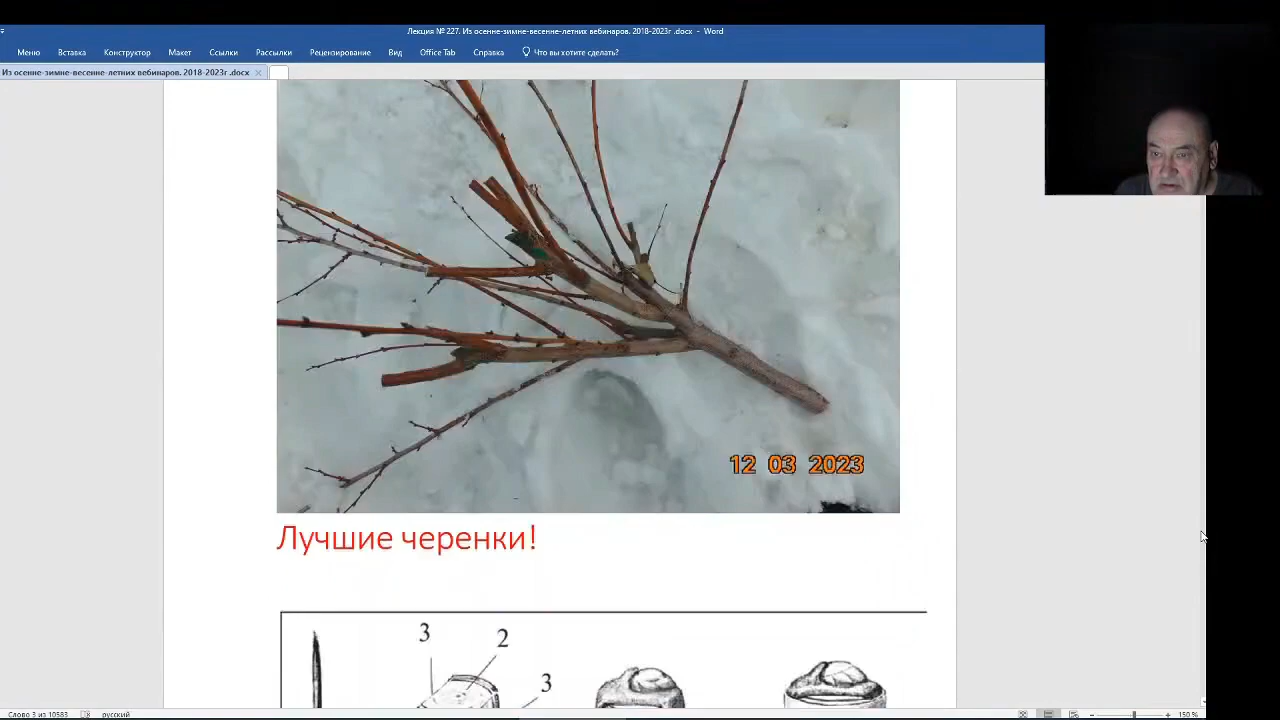 Лекция № 227. Из осенне-зимне-весенне-летних вебинаров. 2018-2023г .docx - Word
Меню Вставка Конструктор Макет Ссылки Рассылки Рецензирование Вид Office Tab Справка Что вы хотите сделать?
Из осенне-зимне-весенне-летних вебинаров. 2018-2023г .docx ×
12 03 2023
Лучшие черенки!
3 2
3
Слово 3 из 10583 русский 150 %